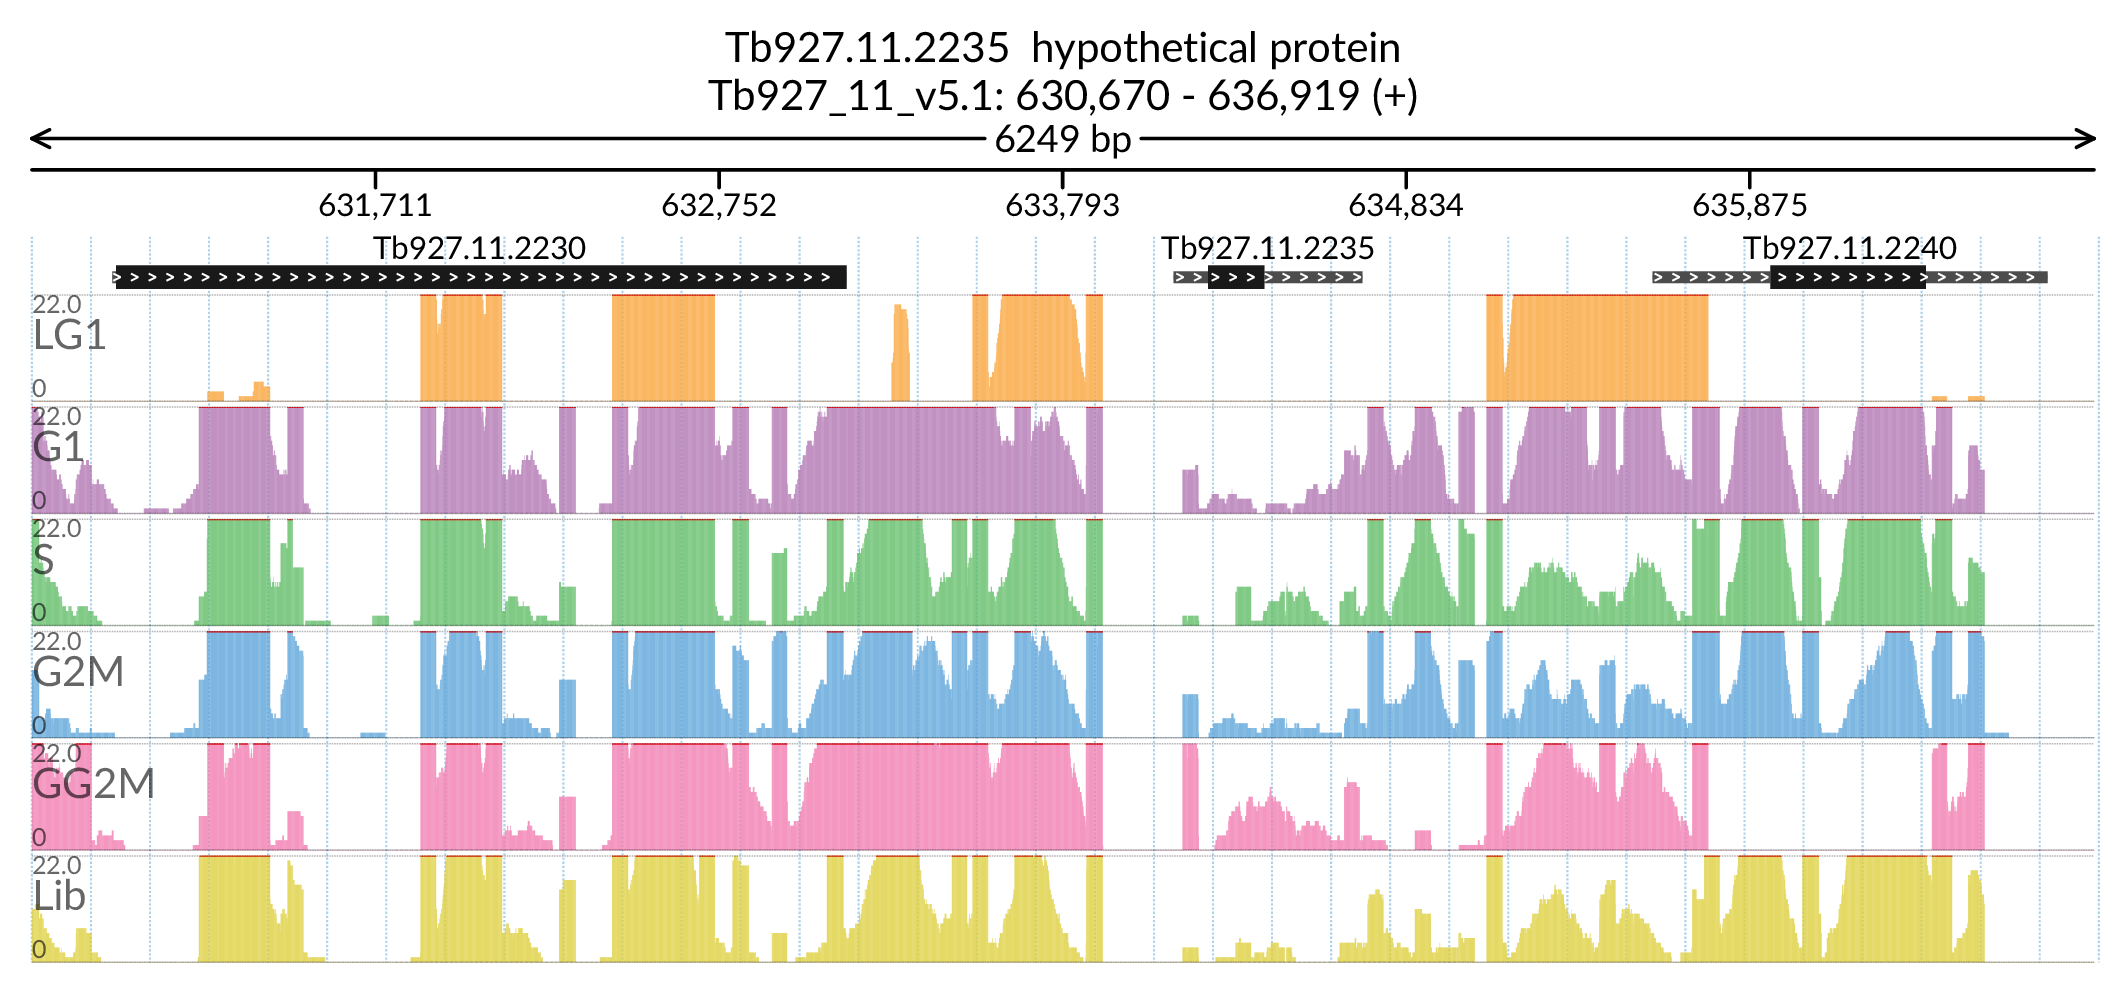 Tb927.11.2235  hypothetical protein
Tb927_11_v5.1: 630,670 - 636,919 (+)
6249 bp
631,711 632,752 633,793 634,834 635,875
Tb927.11.2230 Tb927.11.2235 Tb927.11.2240
22.0
LG1
0
22.0
G1
0
22.0
S
0
22.0
G2M
0
22.0
GG2M
0
22.0
Lib
0